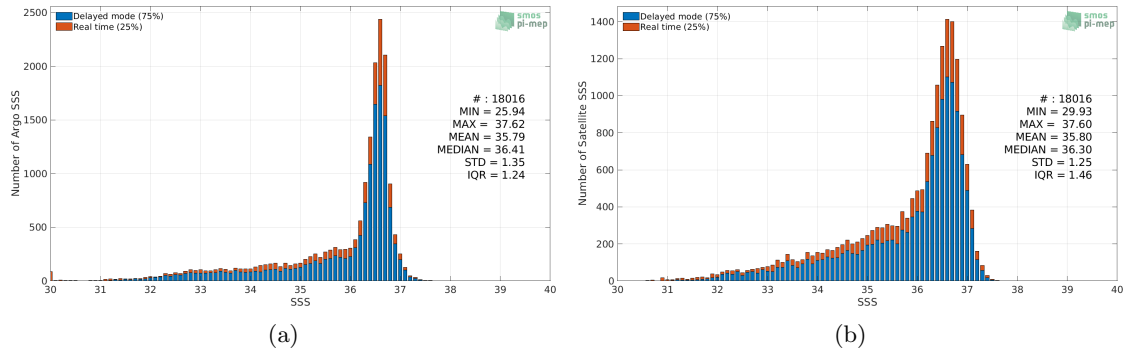 Delayed mode (75%)
Real time (25%)
smos
pi-mep
2500
2000
1500
1000
500
0
Number of Argo SSS
# : 18016
MIN = 25.94
MAX = 37.62
MEAN = 35.79
MEDIAN = 36.41
STD = 1.35
IQR = 1.24
30 31 32 33 34 35 36 37 38 39 40
SSS
(a)
Delayed mode (75%)
Real time (25%)
smos
pi-mep
1400
1200
1000
800
600
400
200
0
Number of Satellite SSS
# : 18016
MIN = 29.93
MAX = 37.60
MEAN = 35.80
MEDIAN = 36.30
STD = 1.25
IQR = 1.46
30 31 32 33 34 35 36 37 38 39 40
SSS
(b)